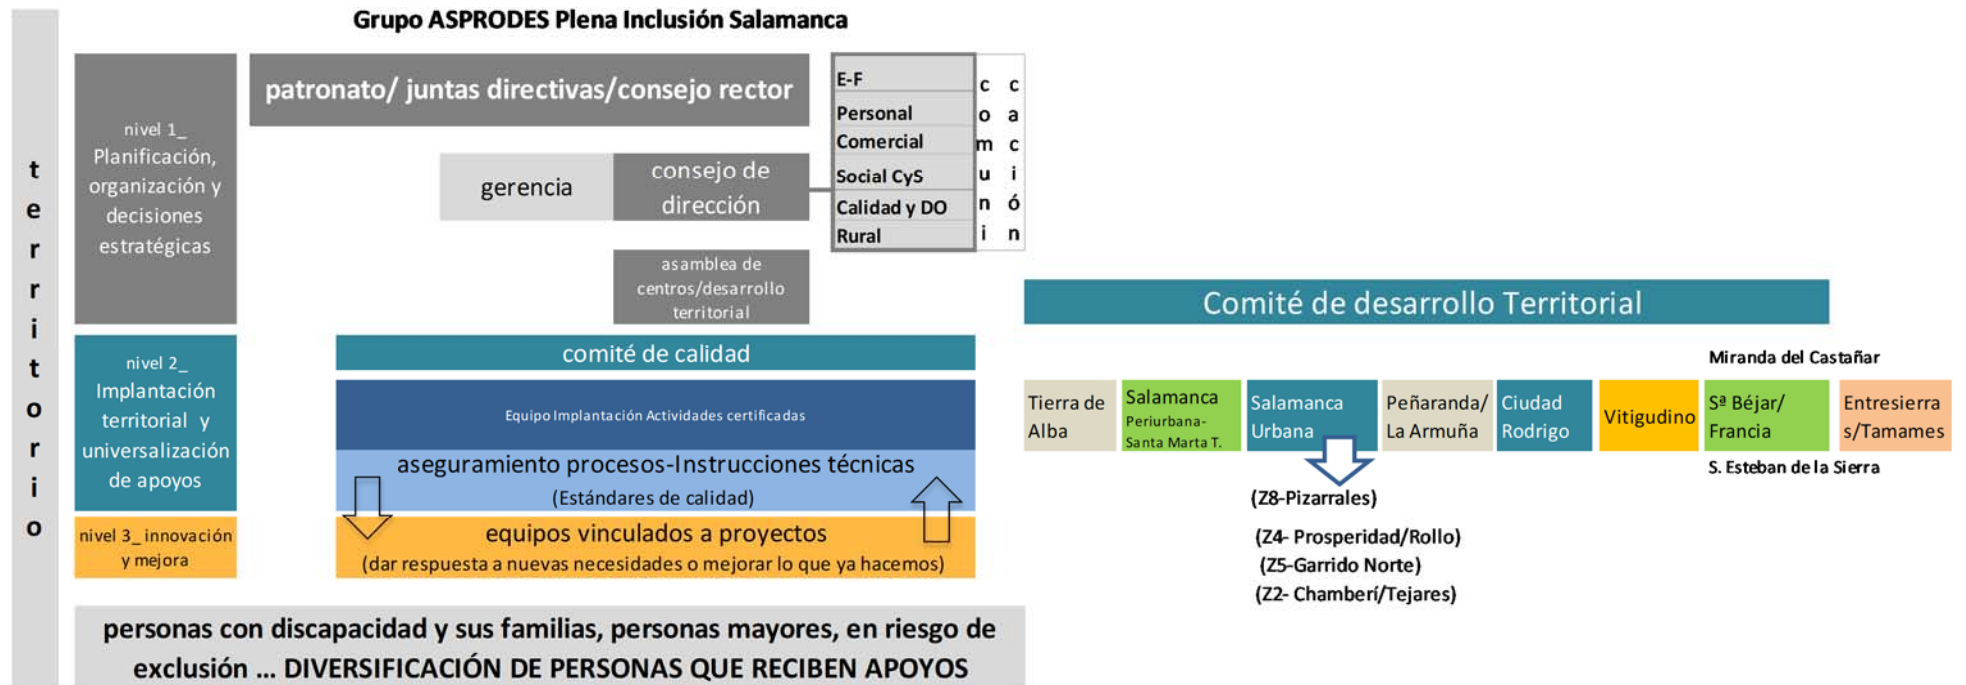 Grupo ASPRODES Plena Inclusión Salamanca
territorio
nivel 1_
Planificación,
organización y
decisiones
estratégicas
patronato/ juntas directivas/consejo rector
gerencia
consejo de
dirección
E-F
Personal
Comercial
Social CyS
Calidad y DO
Rural
comuni
cación
asamblea de
centros/desarrollo
territorial
nivel 2_
Implantación
territorial y
universalización
de apoyos
comité de calidad
Equipo Implantación Actividades certificadas
aseguramiento procesos-Instrucciones técnicas
(Estándares de calidad)
nivel 3_ innovación
y mejora
equipos vinculados a proyectos
(dar respuesta a nuevas necesidades o mejorar lo que ya hacemos)
personas con discapacidad y sus familias, personas mayores, en riesgo de
exclusión ... DIVERSIFICACIÓN DE PERSONAS QUE RECIBEN APOYOS
Comité de desarrollo Territorial
Miranda del Castañar
Tierra de
Alba
Salamanca
Periurbana-
Santa Marta T.
Salamanca
Urbana
Peñaranda/
La Armuña
Ciudad
Rodrigo
Vitigudino
Sª Béjar/
Francia
Entresierra
s/Tamames
S. Esteban de la Sierra
(Z8-Pizarrales)
(Z4- Prosperidad/Rollo)
(Z5-Garrido Norte)
(Z2- Chamberí/Tejares)